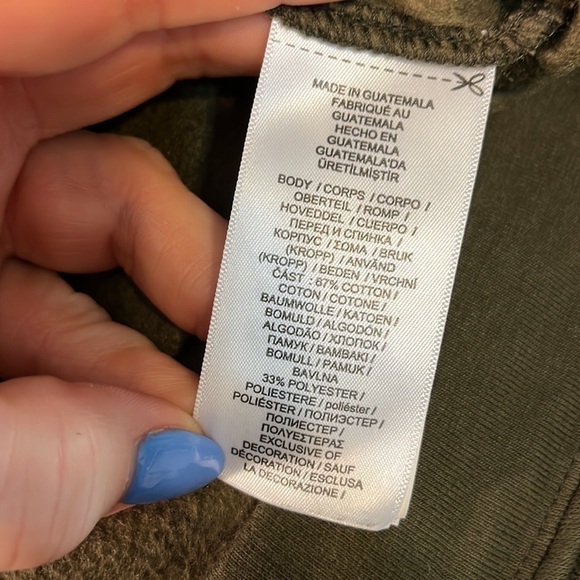 MADE IN GUATEMALA
FABRIQUÉ AU
GUATEMALA
HECHO EN
GUATEMALA
GUATEMALA'DA
ÜRETİLMİŞTİR
BODY / CORPS / CORPO /
OBERTEIL / ROMP /
HOVEDDEL / CUERPO /
ПЕРЕД И СПИНКА /
КОРПУС / ΣΩΜΑ / BRUK
(KROPP) / ANVÄND
(KROPP) / BEDEN / VRCHNÍ
ČÁST : 67% COTTON /
COTON / COTONE /
BAUMWOLLE / KATOEN /
BOMULD / ALGODÓN /
ALGODÃO / ХЛОПОК /
ПАМУК / ΒΑΜΒΑΚΙ /
BOMULL / PAMUK /
BAVLNA
33% POLYESTER /
POLIESTERE / poliéster /
POLIÉSTER / ПОЛИЭСТЕР /
ПОЛИЕСТЕР /
ΠΟΛΥΕΣΤΕΡΑΣ
EXCLUSIVE OF
DECORATION / SAUF
DÉCORATION / ESCLUSA
LA DECORAZIONE /